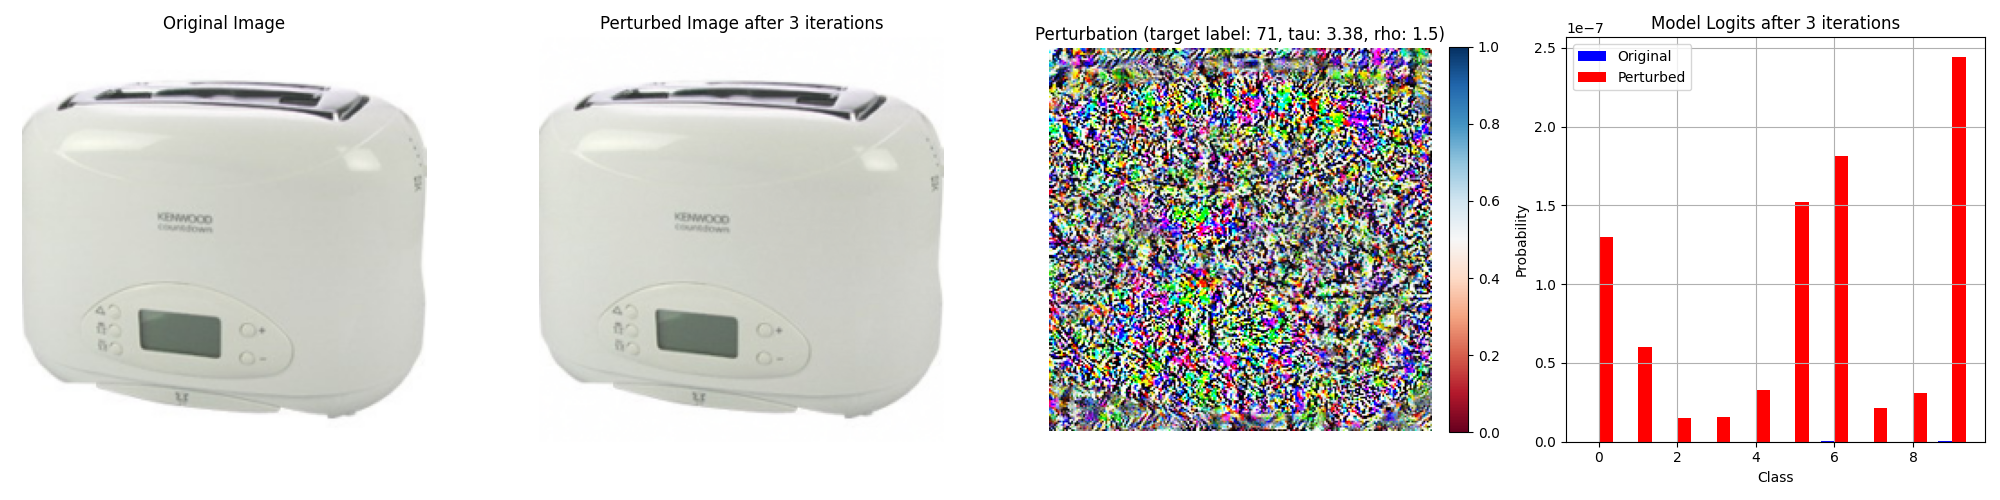 Original Image
KENWOOD
countdown
+
−
Perturbed Image after 3 iterations
KENWOOD
countdown
+
−
Perturbation (target label: 71, tau: 3.38, rho: 1.5)
1.0
0.8
0.6
0.4
0.2
0.0
Model Logits after 3 iterations
1e−7
Original
Perturbed
2.5
2.0
1.5
1.0
0.5
0.0
Probability
0 2 4 6 8
Class